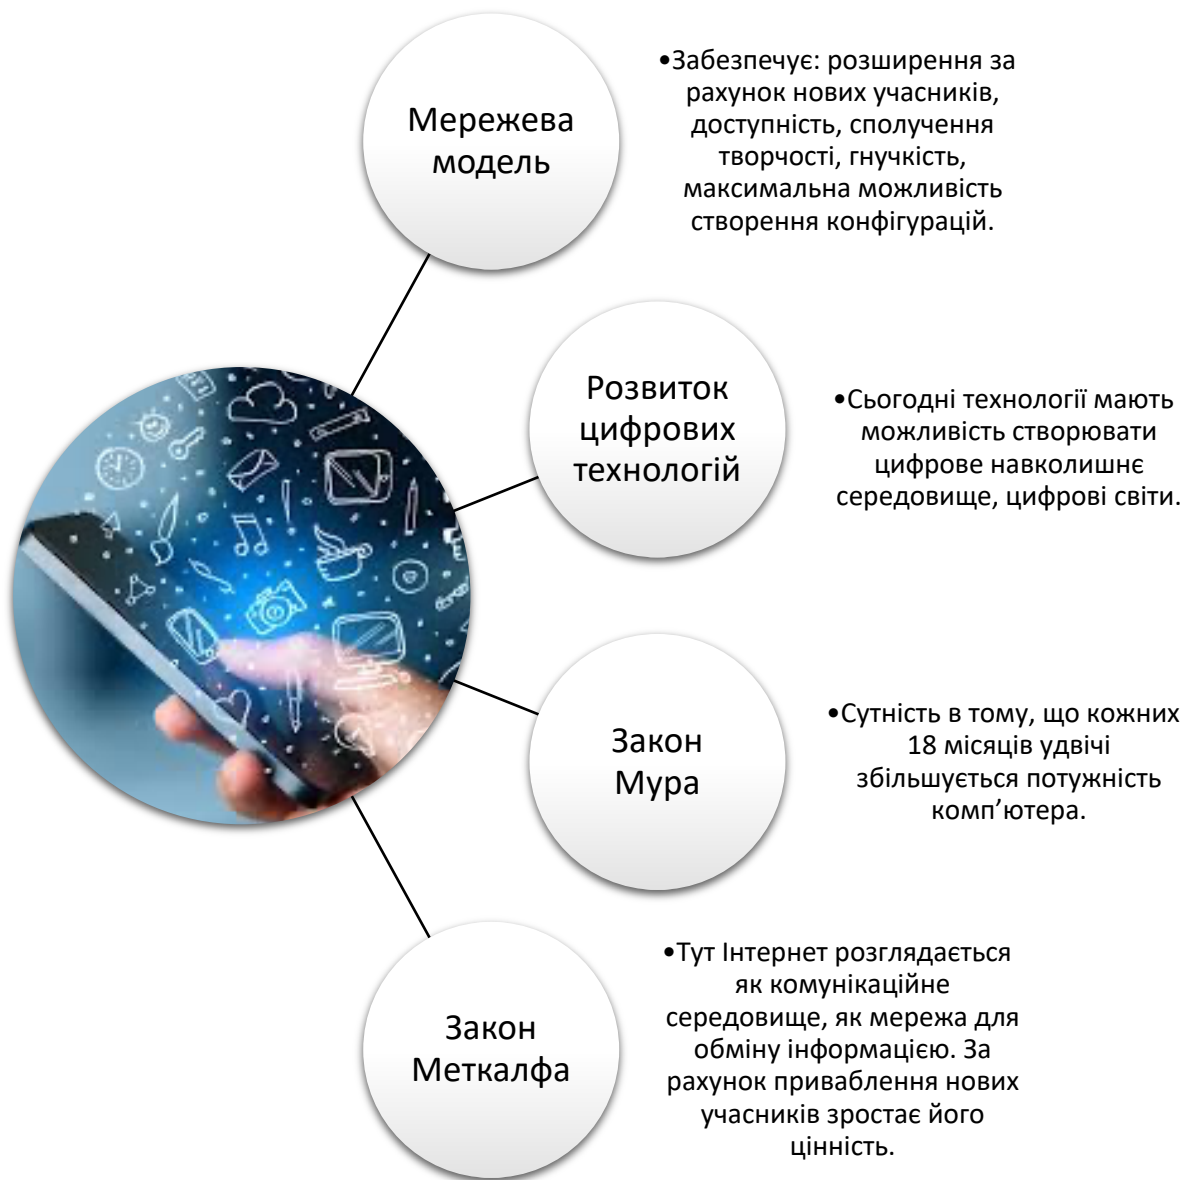 Мережева
модель
•Забезпечує: розширення за
рахунок нових учасників,
доступність, сполучення
творчості, гнучкість,
максимальна можливість
створення конфігурацій.
Розвиток
цифрових
технологій
•Сьогодні технології мають
можливість створювати
цифрове навколишнє
середовище, цифрові світи.
Закон
Мура
•Сутність в тому, що кожних
18 місяців удвічі
збільшується потужність
комп’ютера.
Закон
Меткалфа
•Тут Інтернет розглядається
як комунікаційне
середовище, як мережа для
обміну інформацією. За
рахунок приваблення нових
учасників зростає його
цінність.